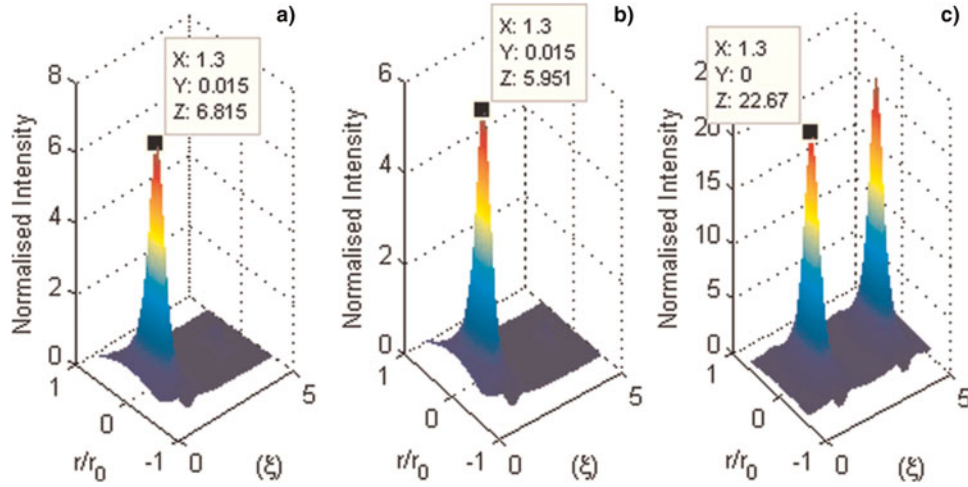 a)
X: 1.3
Y: 0.015
Z: 6.815
Normalised Intensity
8
6
4
2
0
1
0
-1
0
5
r/r0
(ξ)
b)
X: 1.3
Y: 0.015
Z: 5.951
Normalised Intensity
6
4
2
0
1
0
-1
0
5
r/r0
(ξ)
c)
X: 1.3
Y: 0
Z: 22.67
Normalised Intensity
20
15
10
5
0
1
0
-1
0
5
r/r0
(ξ)